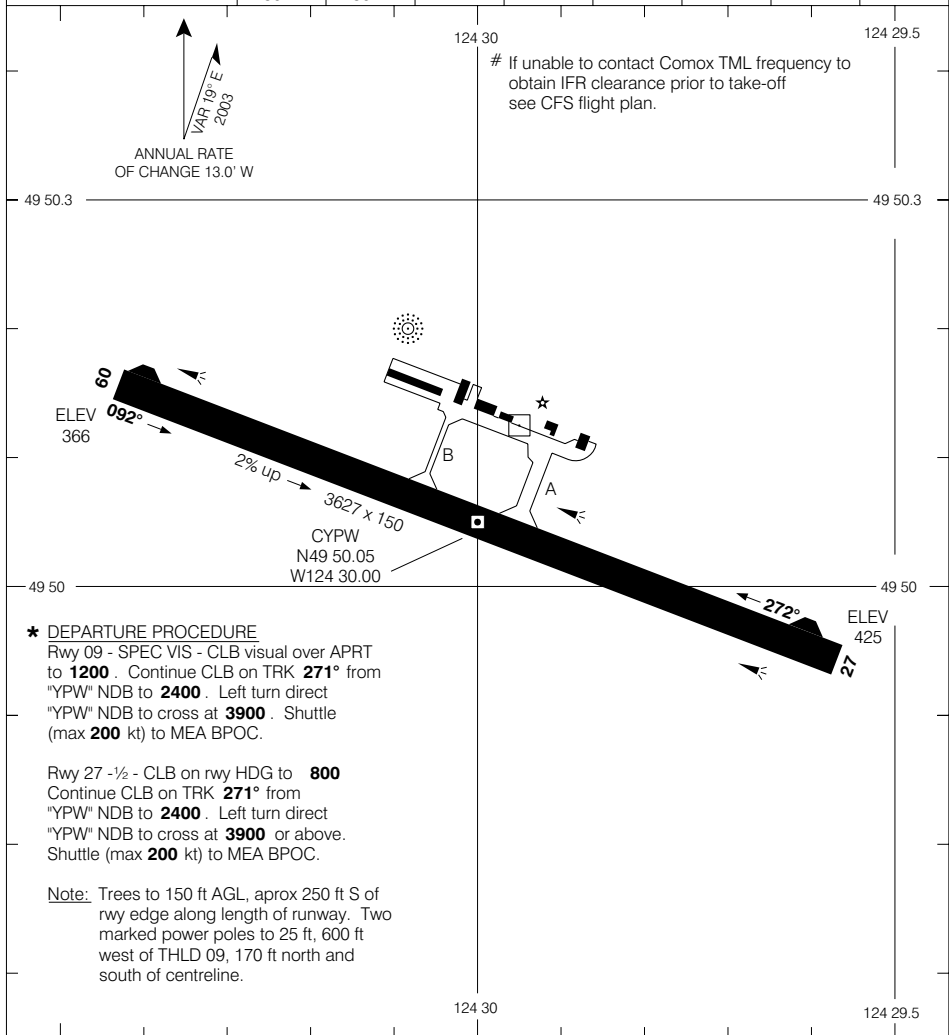 124 30
124 29.5
# If unable to contact Comox TML frequency to
obtain IFR clearance prior to take-off
see CFS flight plan.
VAR 19° E
2003
ANNUAL RATE
OF CHANGE 13.0' W
49 50.3
49 50.3
09
ELEV
366
092°
2% up
3627 x 150
B
A
CYPW
N49 50.05
W124 30.00
49 50
49 50
272°
ELEV
425
27
* DEPARTURE PROCEDURE
Rwy 09 - SPEC VIS - CLB visual over APRT
to 1200 . Continue CLB on TRK 271° from
"YPW" NDB to 2400 . Left turn direct
"YPW" NDB to cross at 3900 . Shuttle
(max 200 kt) to MEA BPOC.
Rwy 27 -½ - CLB on rwy HDG to 800
Continue CLB on TRK 271° from
"YPW" NDB to 2400 . Left turn direct
"YPW" NDB to cross at 3900 or above.
Shuttle (max 200 kt) to MEA BPOC.
Note: Trees to 150 ft AGL, aprox 250 ft S of
rwy edge along length of runway. Two
marked power poles to 25 ft, 600 ft
west of THLD 09, 170 ft north and
south of centreline.
124 30
124 29.5